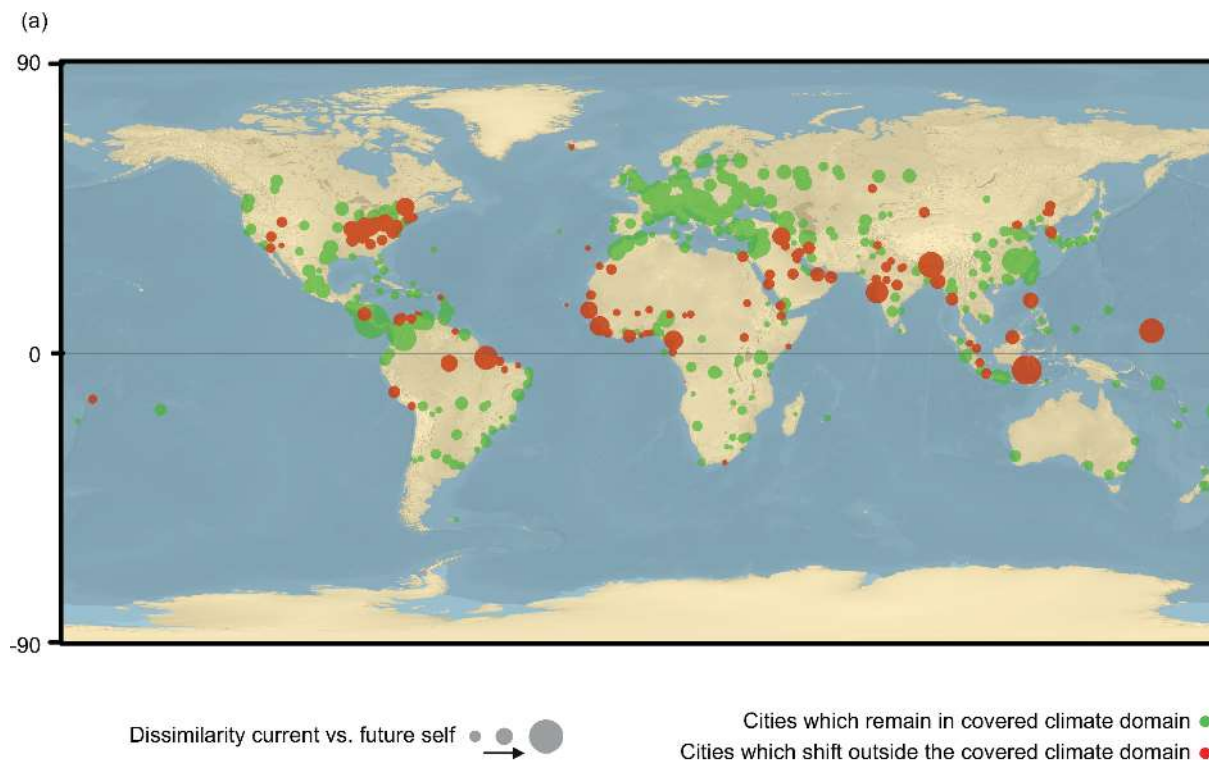 (a)
90
0
-90
Dissimilarity current vs. future self
Cities which remain in covered climate domain
Cities which shift outside the covered climate domain